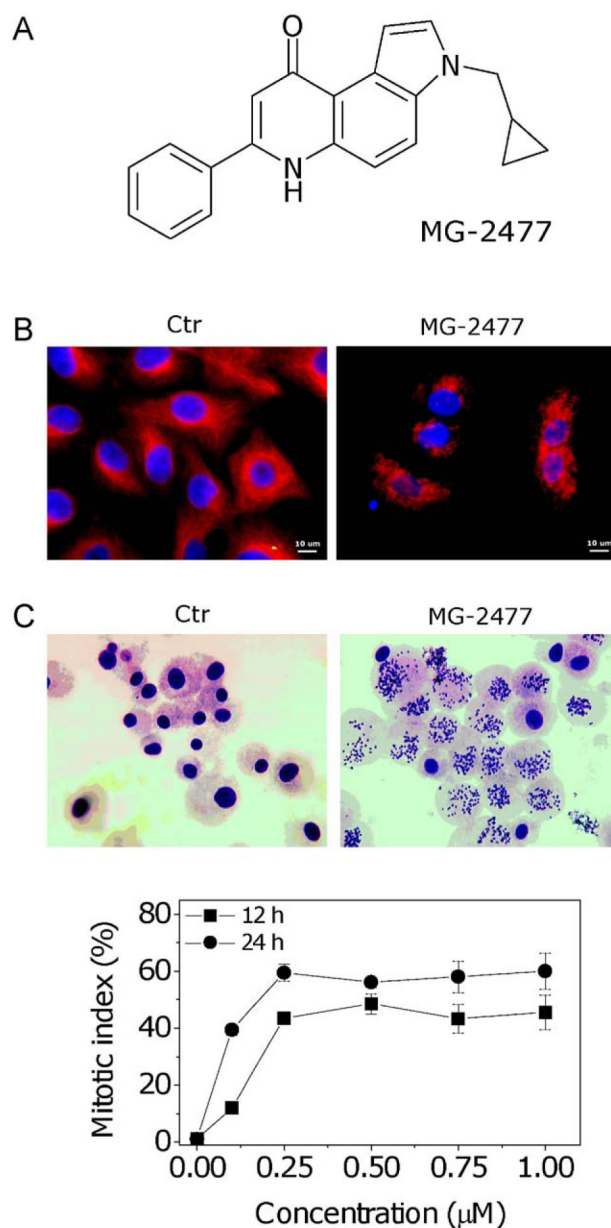 A
O
N
N
H
MG-2477
B
Ctr
MG-2477
10 um
10 um
C
Ctr
MG-2477
80
60
40
20
0
12 h
24 h
Mitotic index (%)
0.00 0.25 0.50 0.75 1.00
Concentration (μM)